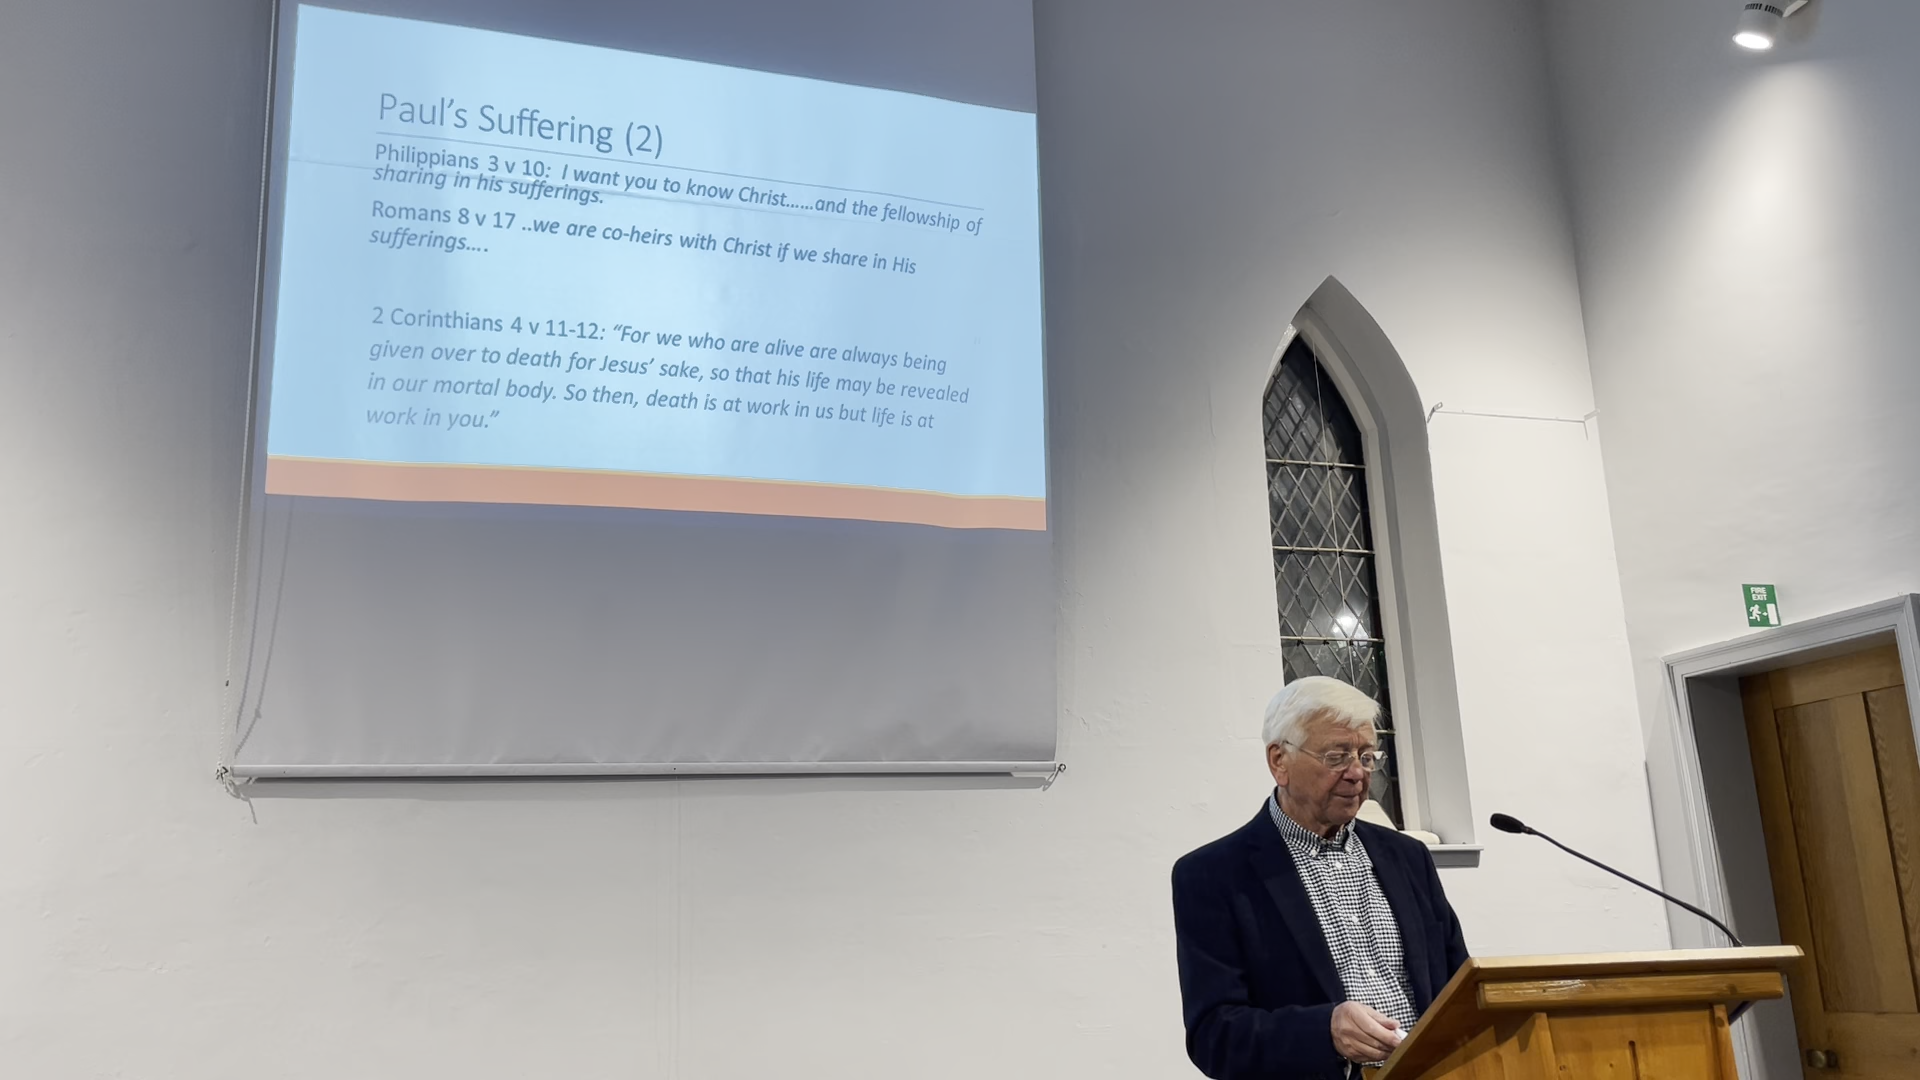 Paul's Suffering (2)
Philippians 3 v 10:  I want you to know Christ......and the fellowship of
sharing in his sufferings.
Romans 8 v 17 ..we are co-heirs with Christ if we share in His
sufferings....
2 Corinthians 4 v 11-12: “For we who are alive are always being
given over to death for Jesus’ sake, so that his life may be revealed
in our mortal body. So then, death is at work in us but life is at
work in you.”
FIRE
EXIT